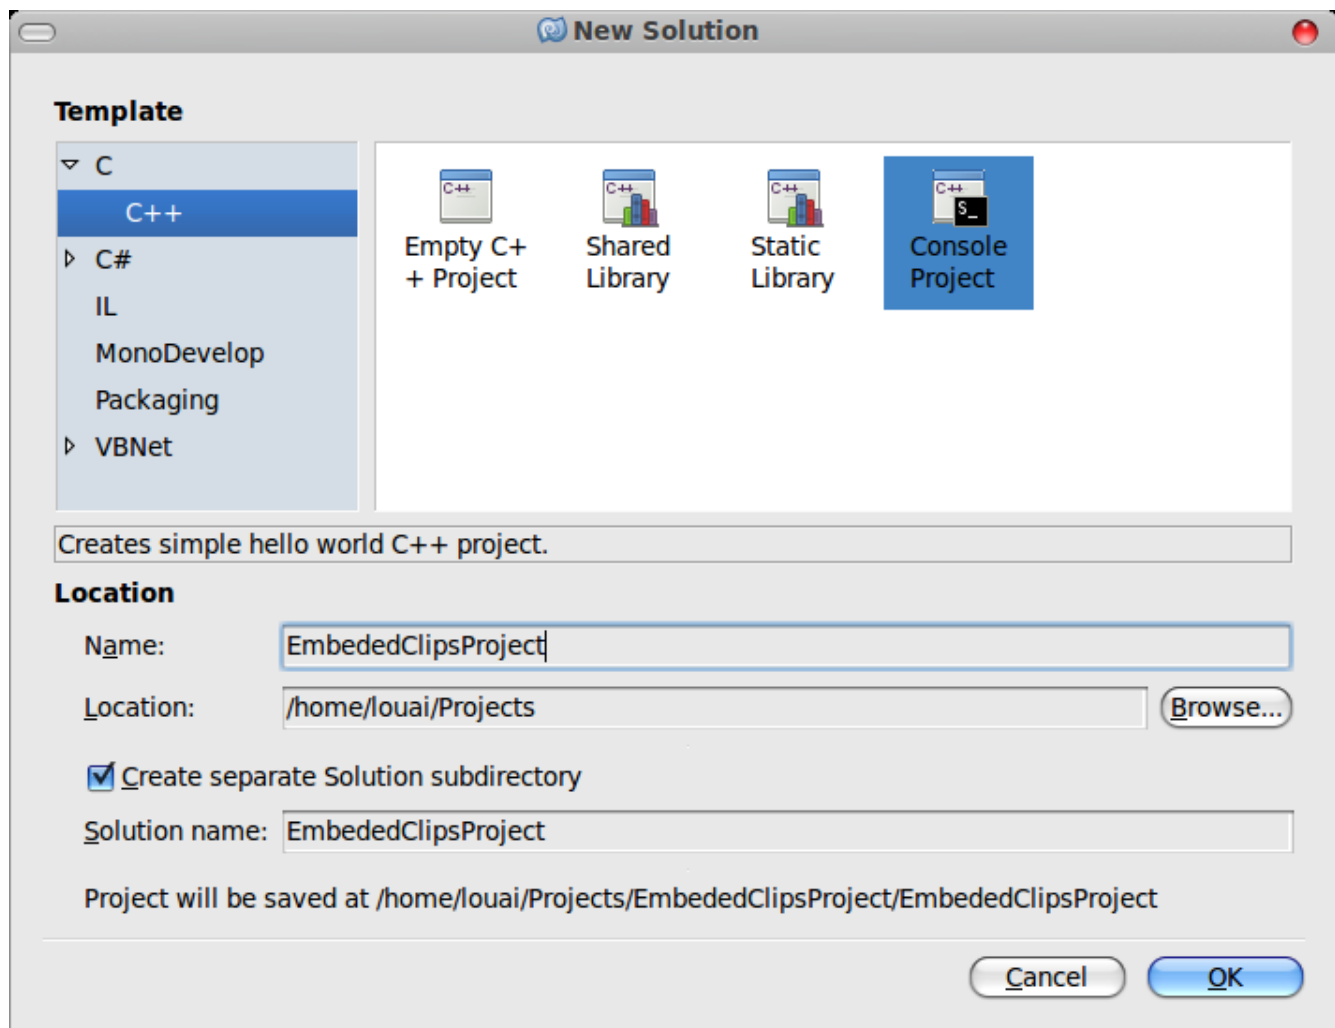 New Solution
Template
C
C++
C#
IL
MonoDevelop
Packaging
VBNet
C++
Empty C+
+ Project
C++
Shared
Library
C++
Static
Library
C++
S_
Console
Project
Creates simple hello world C++ project.
Location
Name: EmbededClipsProject
Location: /home/louai/Projects Browse...
Create separate Solution subdirectory
Solution name: EmbededClipsProject
Project will be saved at /home/louai/Projects/EmbededClipsProject/EmbededClipsProject
Cancel OK